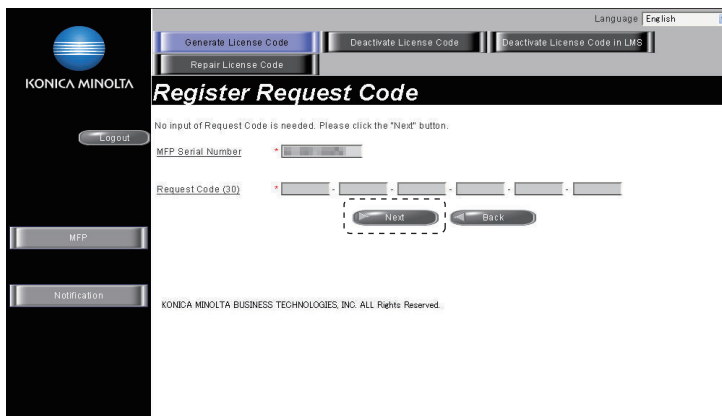 Language English
Generate License Code Deactivate License Code Deactivate License Code in LMS
Repair License Code
KONICA MINOLTA
Register Request Code
Logout
No input of Request Code is needed. Please click the "Next" button.
MFP Serial Number *
Request Code (30) * - - - - -
Next Back
MFP
Notification
KONICA MINOLTA BUSINESS TECHNOLOGIES, INC. ALL Rights Reserved.